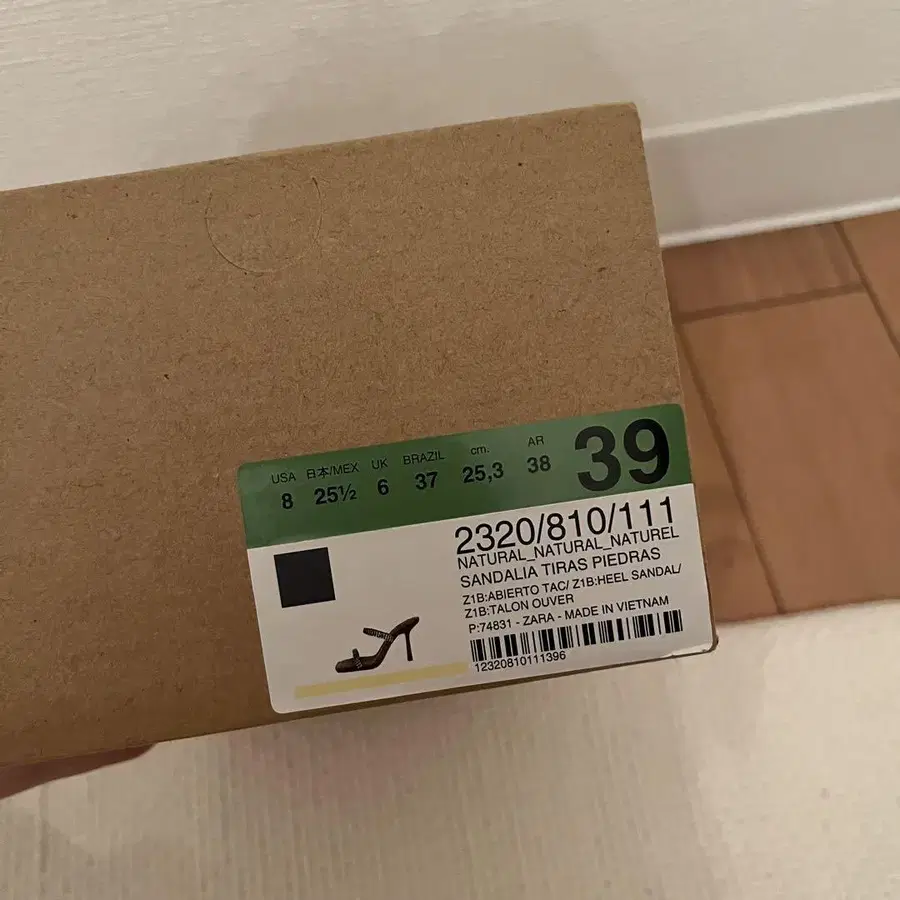 USA 日本/MEX UK BRAZIL cm. AR
8 25½ 6 37 25,3 38
39
2320/810/111
NATURAL_NATURAL_NATUREL
SANDALIA TIRAS PIEDRAS
Z1B:ABIERTO TAC/ Z1B:HEEL SANDAL/
Z1B:TALON OUVER
P:74831 - ZARA - MADE IN VIETNAM
12320810111396